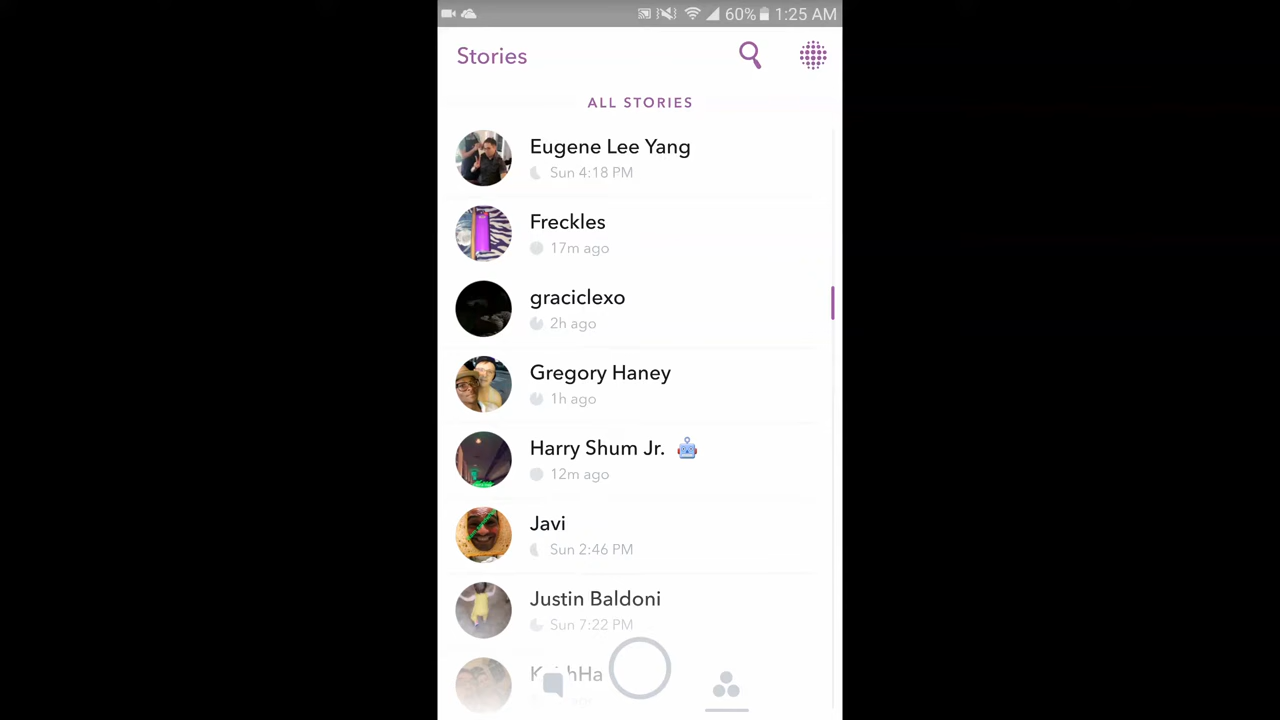 60% 1:25 AM
Stories
ALL STORIES
Eugene Lee Yang
Sun 4:18 PM
Freckles
17m ago
graciclexo
2h ago
Gregory Haney
1h ago
Harry Shum Jr.
12m ago
Javi
Sun 2:46 PM
Justin Baldoni
Sun 7:22 PM